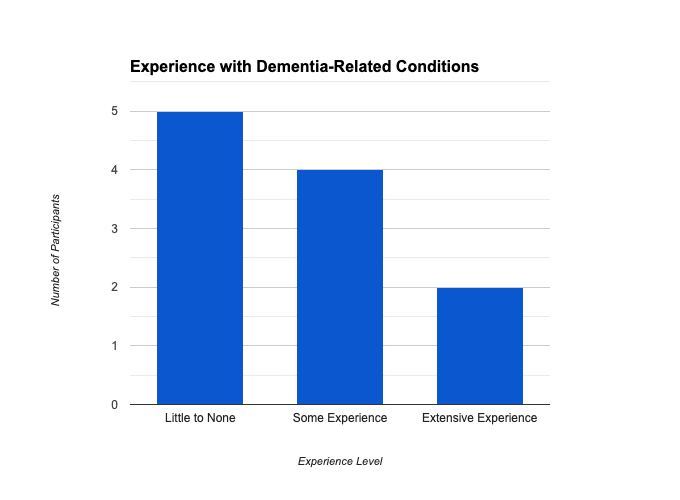 Experience with Dementia-Related Conditions
5
4
3
2
1
0
Number of Participants
Little to None
Some Experience
Extensive Experience
Experience Level